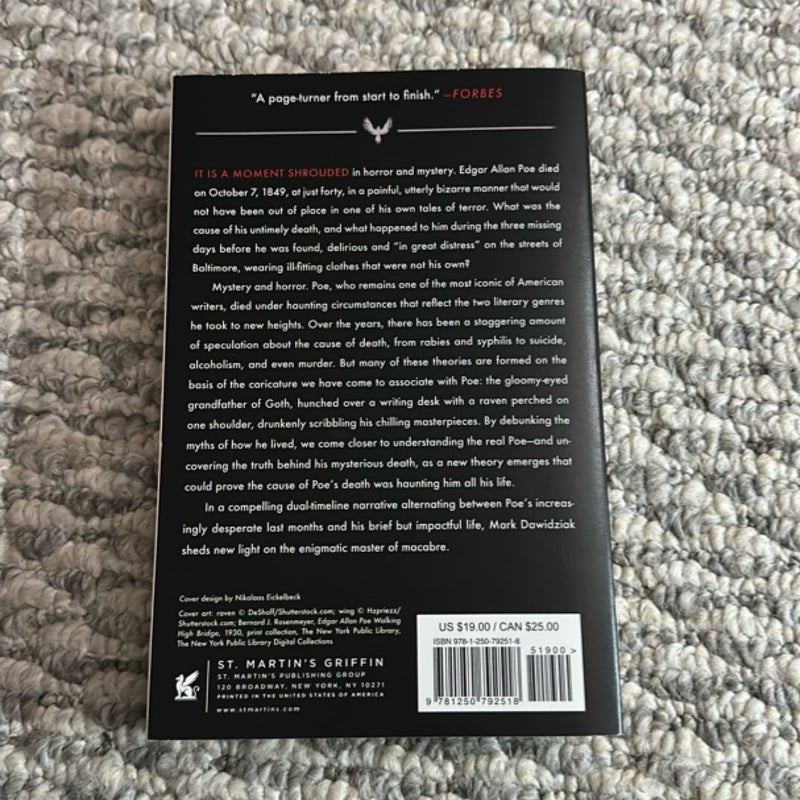 "A page-turner from start to finish." —FORBES
IT IS A MOMENT SHROUDED in horror and mystery. Edgar Allan Poe died
on October 7, 1849, at just forty, in a painful, utterly bizarre manner that would
not have been out of place in one of his own tales of terror. What was the
cause of his untimely death, and what happened to him during the three missing
days before he was found, delirious and "in great distress" on the streets of
Baltimore, wearing ill-fitting clothes that were not his own?
Mystery and horror. Poe, who remains one of the most iconic of American
writers, died under haunting circumstances that reflect the two literary genres
he took to new heights. Over the years, there has been a staggering amount
of speculation about the cause of death, from rabies and syphilis to suicide,
alcoholism, and even murder. But many of these theories are formed on the
basis of the caricature we have come to associate with Poe: the gloomy-eyed
grandfather of Goth, hunched over a writing desk with a raven perched on
one shoulder, drunkenly scribbling his chilling masterpieces. By debunking the
myths of how he lived, we come closer to understanding the real Poe—and un-
covering the truth behind his mysterious death, as a new theory emerges that
could prove the cause of Poe's death was haunting him all his life.
In a compelling dual-timeline narrative alternating between Poe's increas-
ingly desperate last months and his brief but impactful life, Mark Dawidziak
sheds new light on the enigmatic master of macabre.
Cover design by Nikolaas Eickelbeck
Cover art: raven © DeShoff/Shutterstock.com; wing © Hzpriezz/
Shutterstock.com; Bernard J. Rosenmeyer, Edgar Allan Poe Walking
High Bridge, 1930, print collection, The New York Public Library,
The New York Public Library Digital Collections
ST. MARTIN'S GRIFFIN
ST. MARTIN'S PUBLISHING GROUP
120 BROADWAY, NEW YORK, NY 10271
PRINTED IN THE UNITED STATES OF AMERICA
www.stmartins.com
US $19.00 / CAN $25.00
ISBN 978-1-250-79251-8
51900 >
9 781250 792518